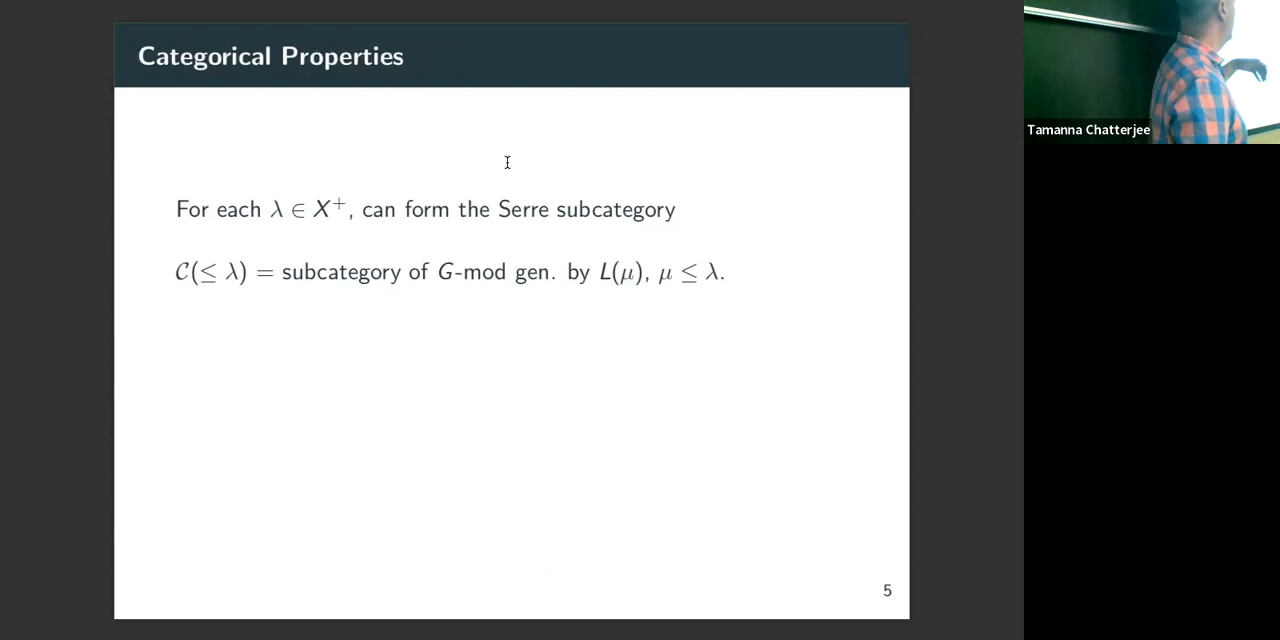 Categorical Properties
For each λ ∈ X⁺, can form the Serre subcategory
𝒞(≤ λ) = subcategory of G-mod gen. by L(μ), μ ≤ λ.
5
Tamanna Chatterjee